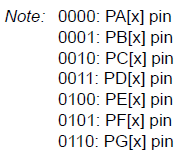 Note: 0000: PA[x] pin
0001: PB[x] pin
0010: PC[x] pin
0011: PD[x] pin
0100: PE[x] pin
0101: PF[x] pin
0110: PG[x] pin